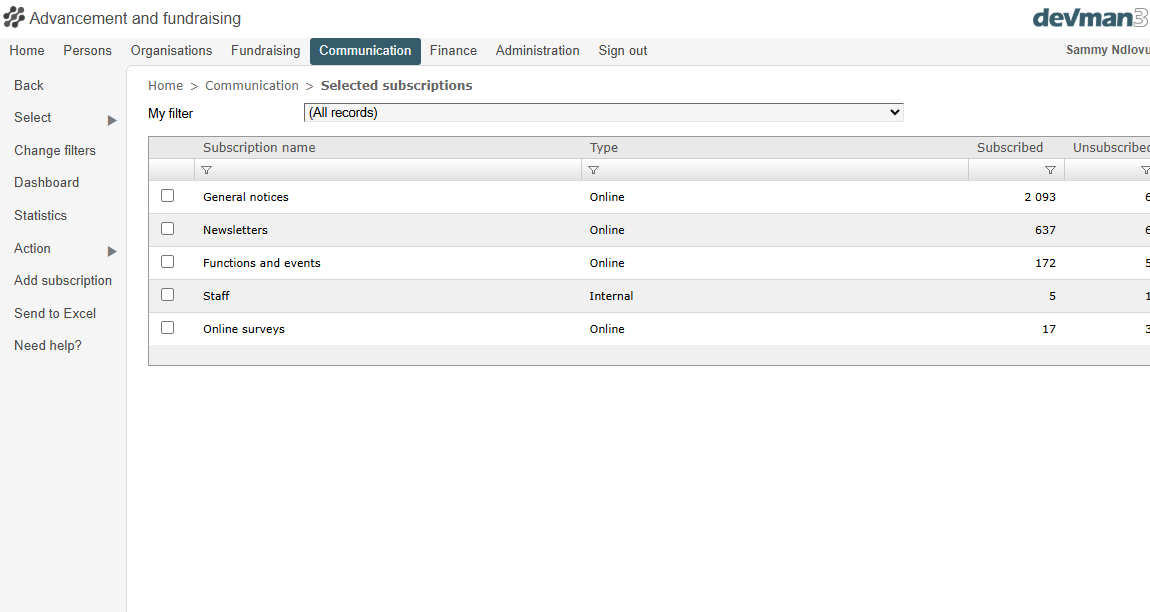 Advancement and fundraising
devman3
Home Persons Organisations Fundraising Communication Finance Administration Sign out Sammy Ndlovu
Back
Select
Change filters
Dashboard
Statistics
Action
Add subscription
Send to Excel
Need help?
Home > Communication > Selected subscriptions
My filter (All records)
Subscription name Type Subscribed Unsubscribed
General notices Online 2 093 6
Newsletters Online 637 6
Functions and events Online 172 5
Staff Internal 5 1
Online surveys Online 17 3